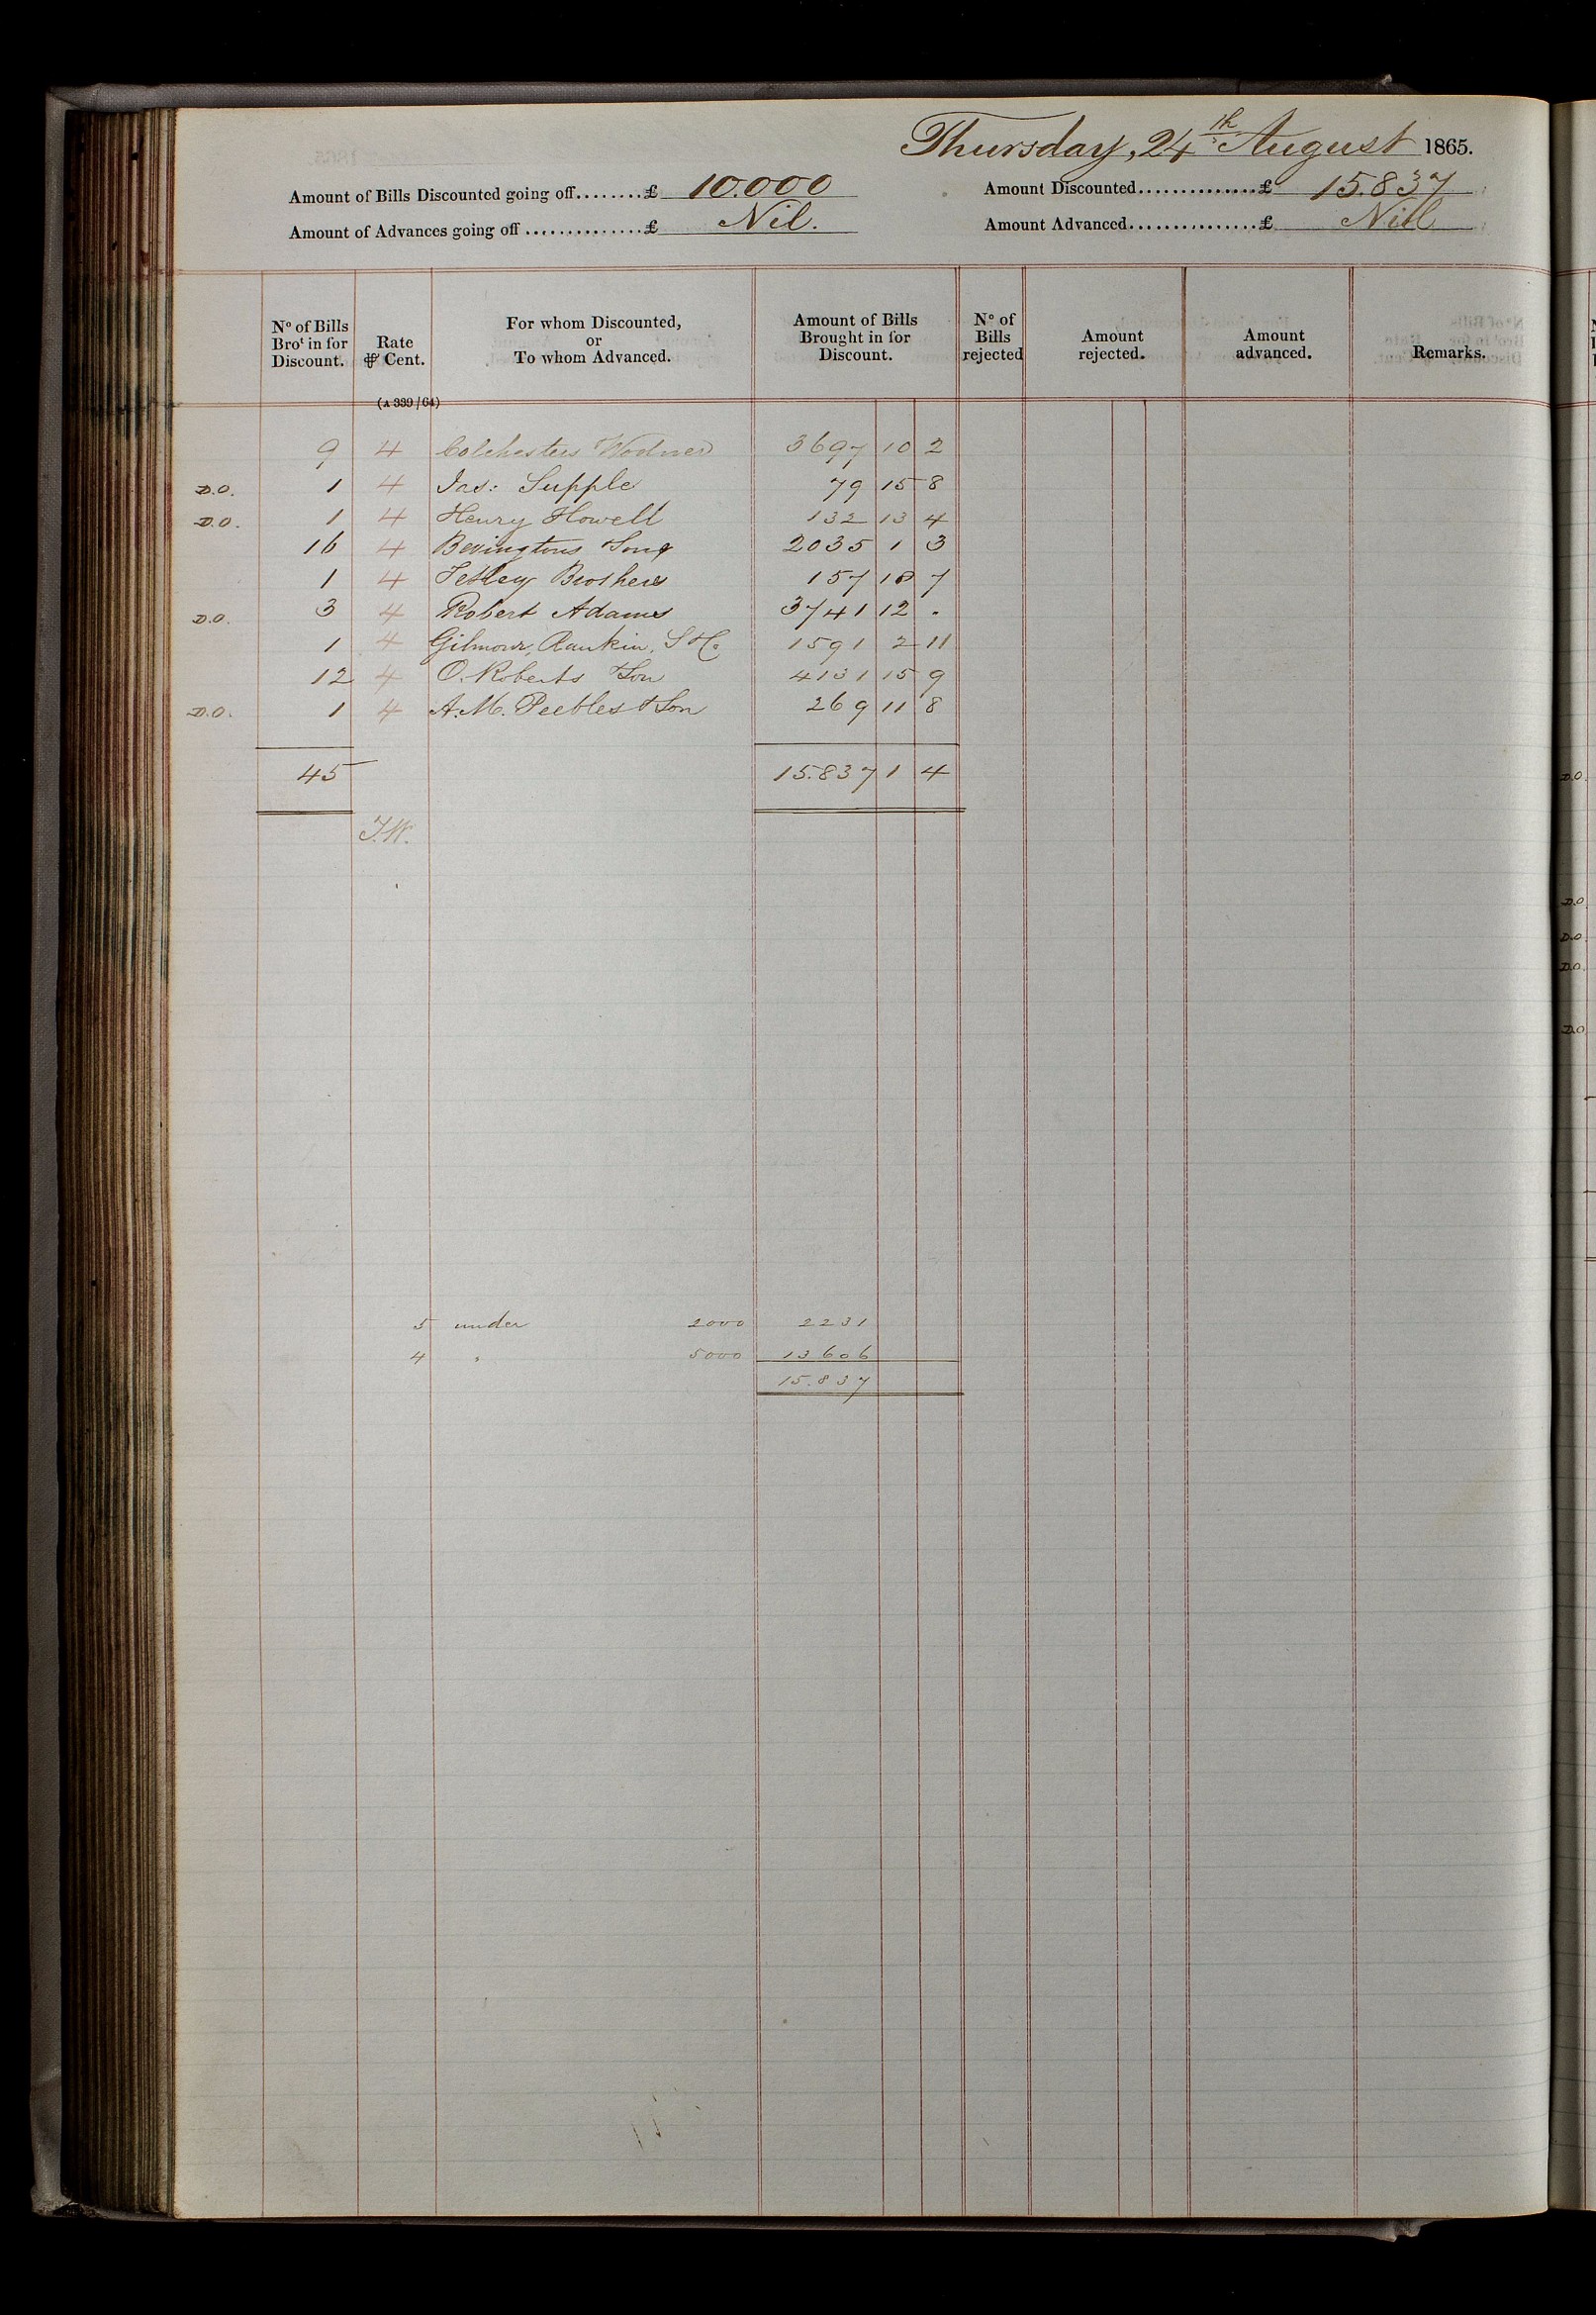 Thursday, 24th August 1865.
Amount of Bills Discounted going off........£ 10.000
Amount Discounted..............£ 15.837
Amount of Advances going off ..............£ Nil.
Amount Advanced...............£ Nil
No of Bills Brot in for Discount.
Rate ⅌ Cent.
For whom Discounted, or To whom Advanced.
Amount of Bills Brought in for Discount.
No of Bills rejected
Amount rejected.
Amount advanced.
Remarks.
(A 339/64)
9 4 Colchesters Woolner 3697 10 2
D.O. 1 4 Jas: Supple 79 15 8
D.O. 1 4 Henry Howell 132 13 4
16 4 Bevingtons Sons 2035 1 3
1 4 Tetley Brothers 157 18 7
D.O. 3 4 Robert Adams 3741 12 .
1 4 Gilmour, Rankin, S & Co 1591 2 11
12 4 O. Roberts & Son 4131 15 9
D.O. 1 4 A. M. Peebles & Son 269 11 8
45 15.837 1 4
J.W.
5 under 2000 2231
4 " 5000 13606
15.837
D.O
D.O
D.O
D.O
D.O